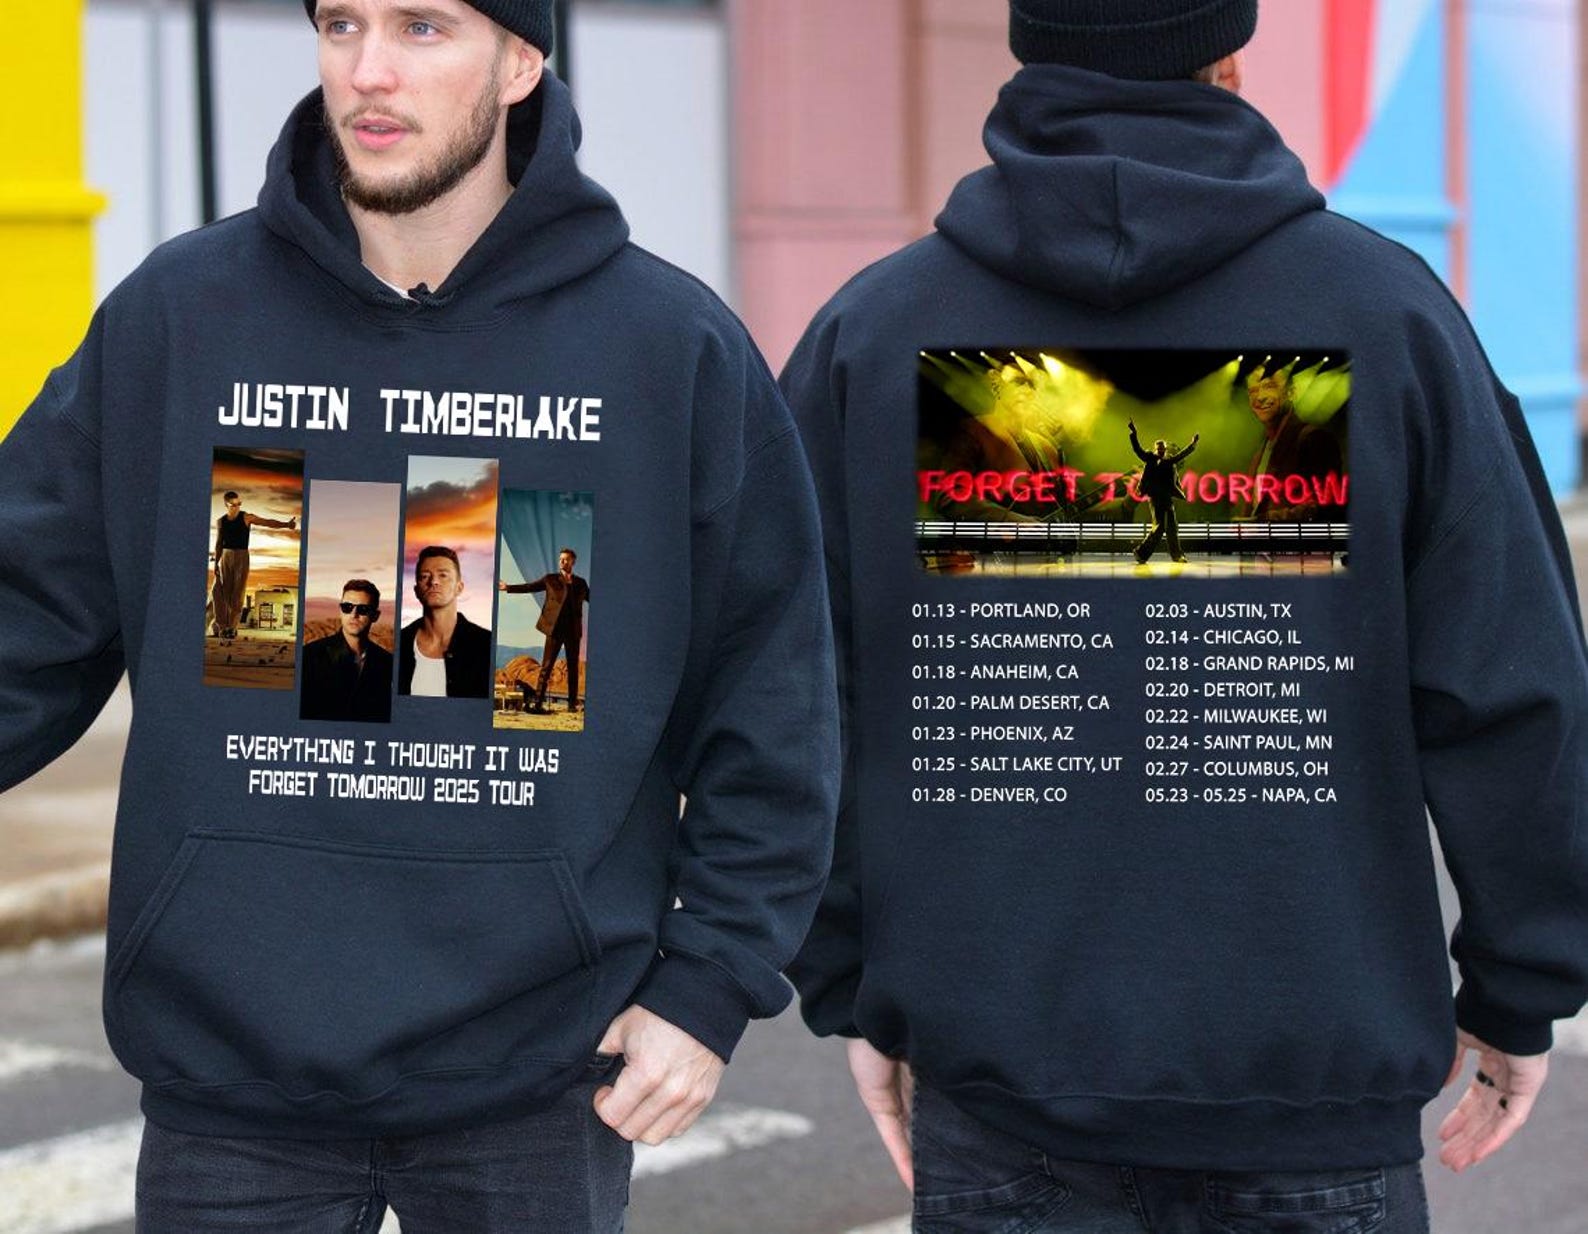 JUSTIN TIMBERLAKE
EVERYTHING I THOUGHT IT WAS
FORGET TOMORROW 2025 TOUR
FORGET TOMORROW
01.13 - PORTLAND, OR
01.15 - SACRAMENTO, CA
01.18 - ANAHEIM, CA
01.20 - PALM DESERT, CA
01.23 - PHOENIX, AZ
01.25 - SALT LAKE CITY, UT
01.28 - DENVER, CO
02.03 - AUSTIN, TX
02.14 - CHICAGO, IL
02.18 - GRAND RAPIDS, MI
02.20 - DETROIT, MI
02.22 - MILWAUKEE, WI
02.24 - SAINT PAUL, MN
02.27 - COLUMBUS, OH
05.23 - 05.25 - NAPA, CA